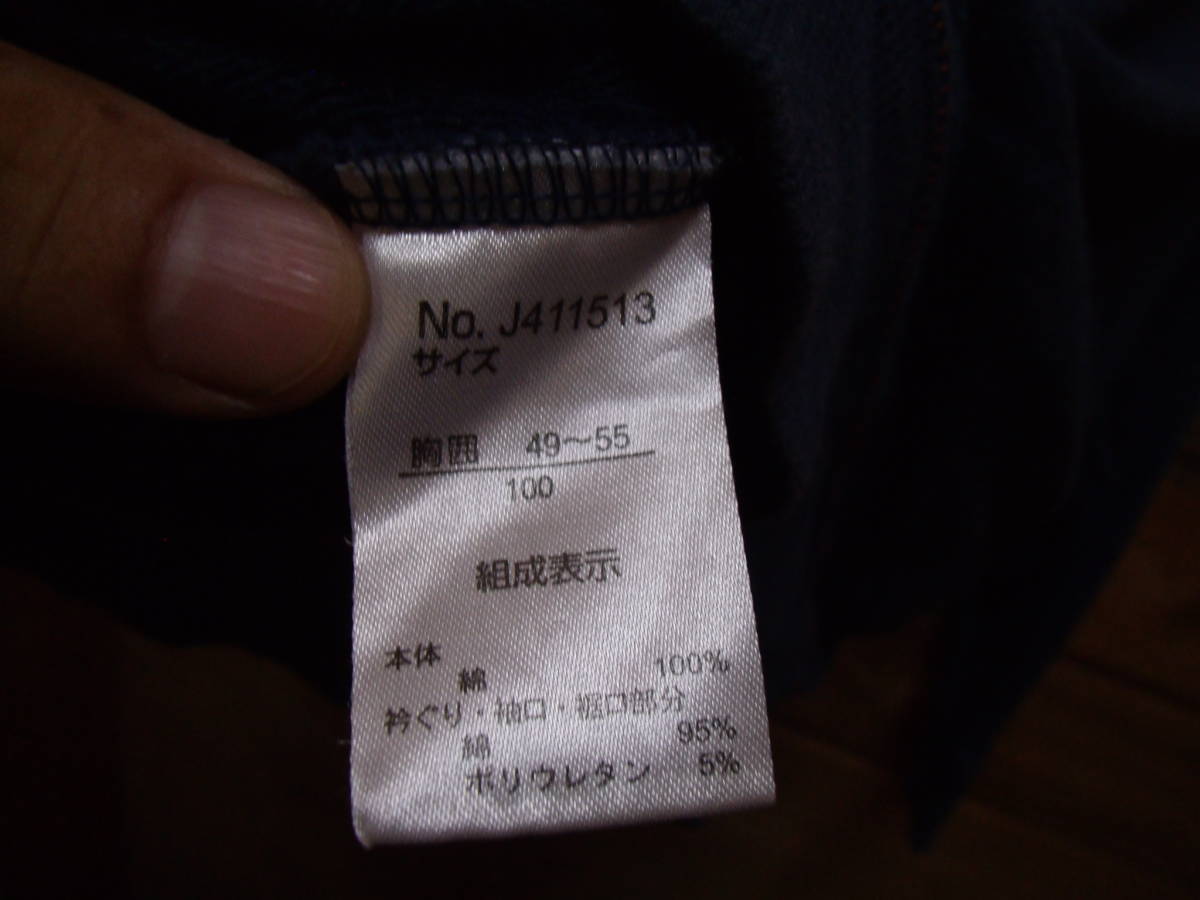 No. J411513
サイズ
胸囲 49～55
100
組成表示
本体
綿 100%
衿ぐり・袖口・裾口部分
綿 95%
ポリウレタン 5%